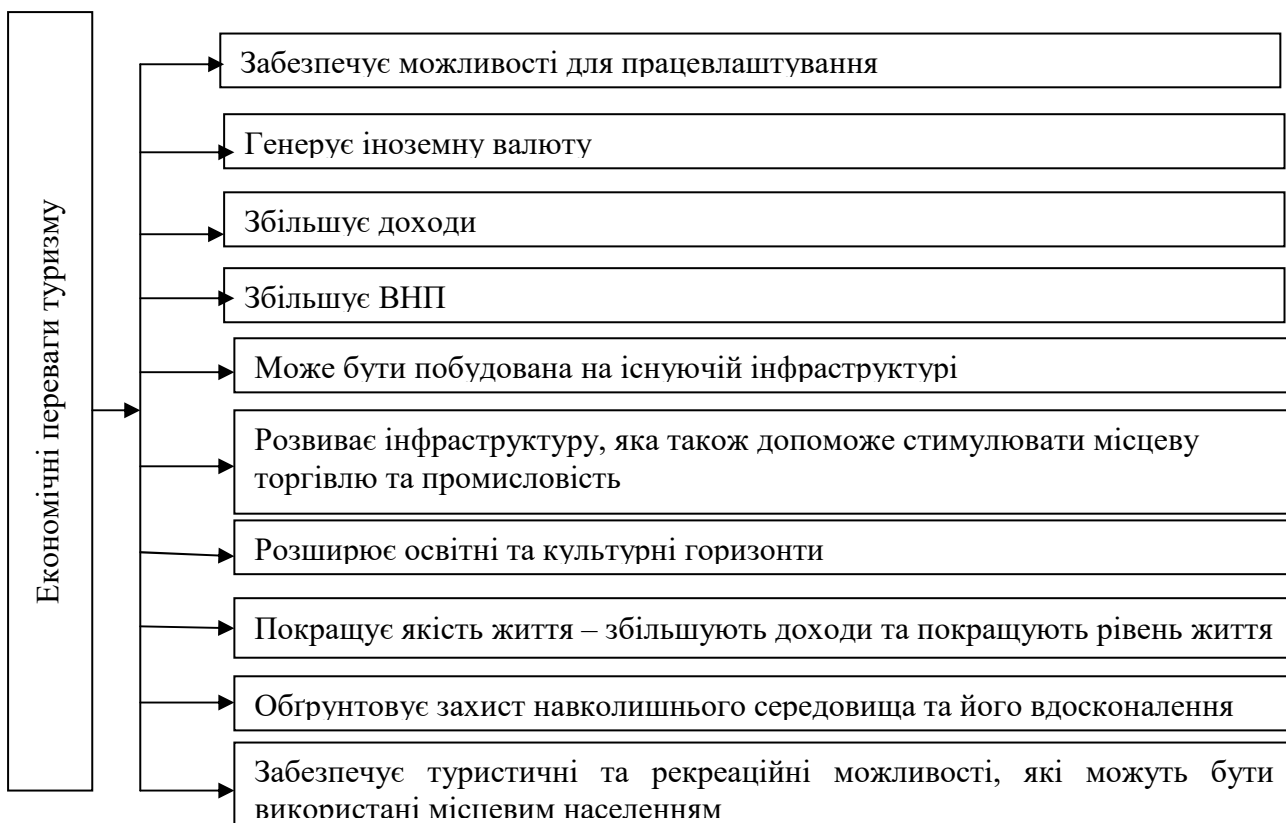 Економічні переваги туризму
Забезпечує можливості для працевлаштування
Генерує іноземну валюту
Збільшує доходи
Збільшує ВНП
Може бути побудована на існуючій інфраструктурі
Розвиває інфраструктуру, яка також допоможе стимулювати місцеву
торгівлю та промисловість
Розширює освітні та культурні горизонти
Покращує якість життя – збільшують доходи та покращують рівень життя
Обґрунтовує захист навколишнього середовища та його вдосконалення
Забезпечує туристичні та рекреаційні можливості, які можуть бути
використані місцевим населенням